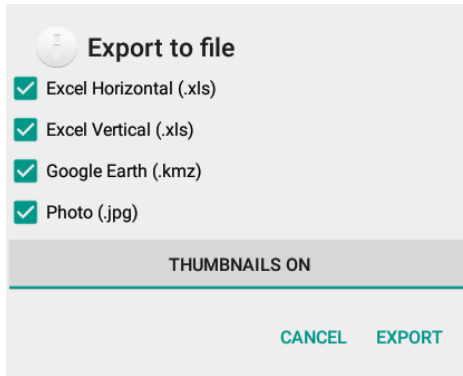 Export to file
Excel Horizontal (.xls)
Excel Vertical (.xls)
Google Earth (.kmz)
Photo (.jpg)
THUMBNAILS ON
CANCEL EXPORT